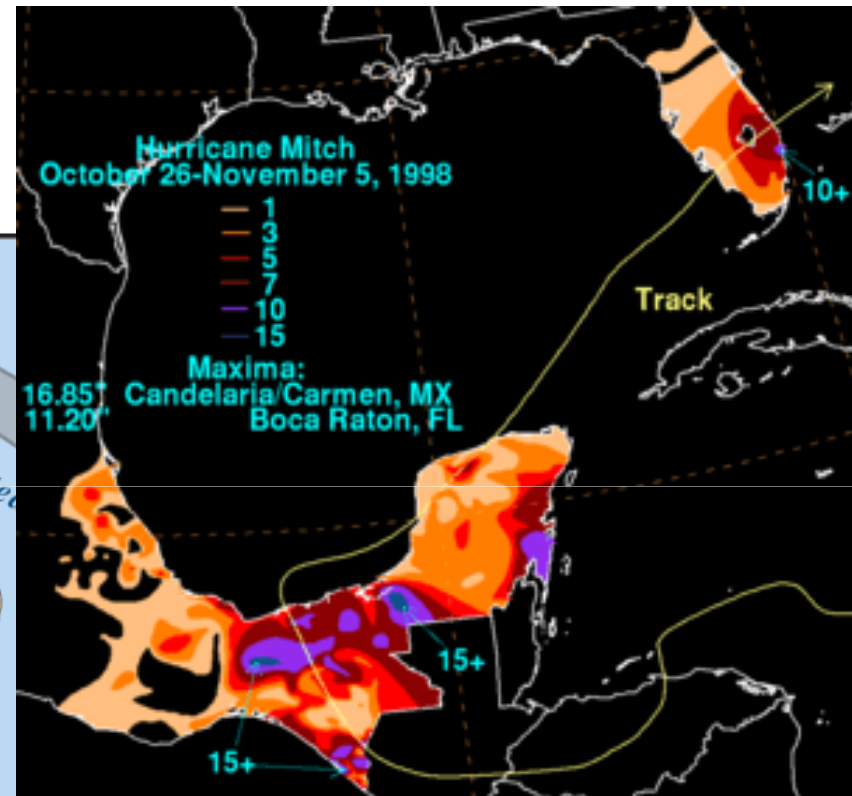 Hurricane Mitch
October 26-November 5, 1998
1
3
5
7
10
15
Maxima:
16.85" Candelaria/Carmen, MX
11.20" Boca Raton, FL
10+
Track
15+
15+